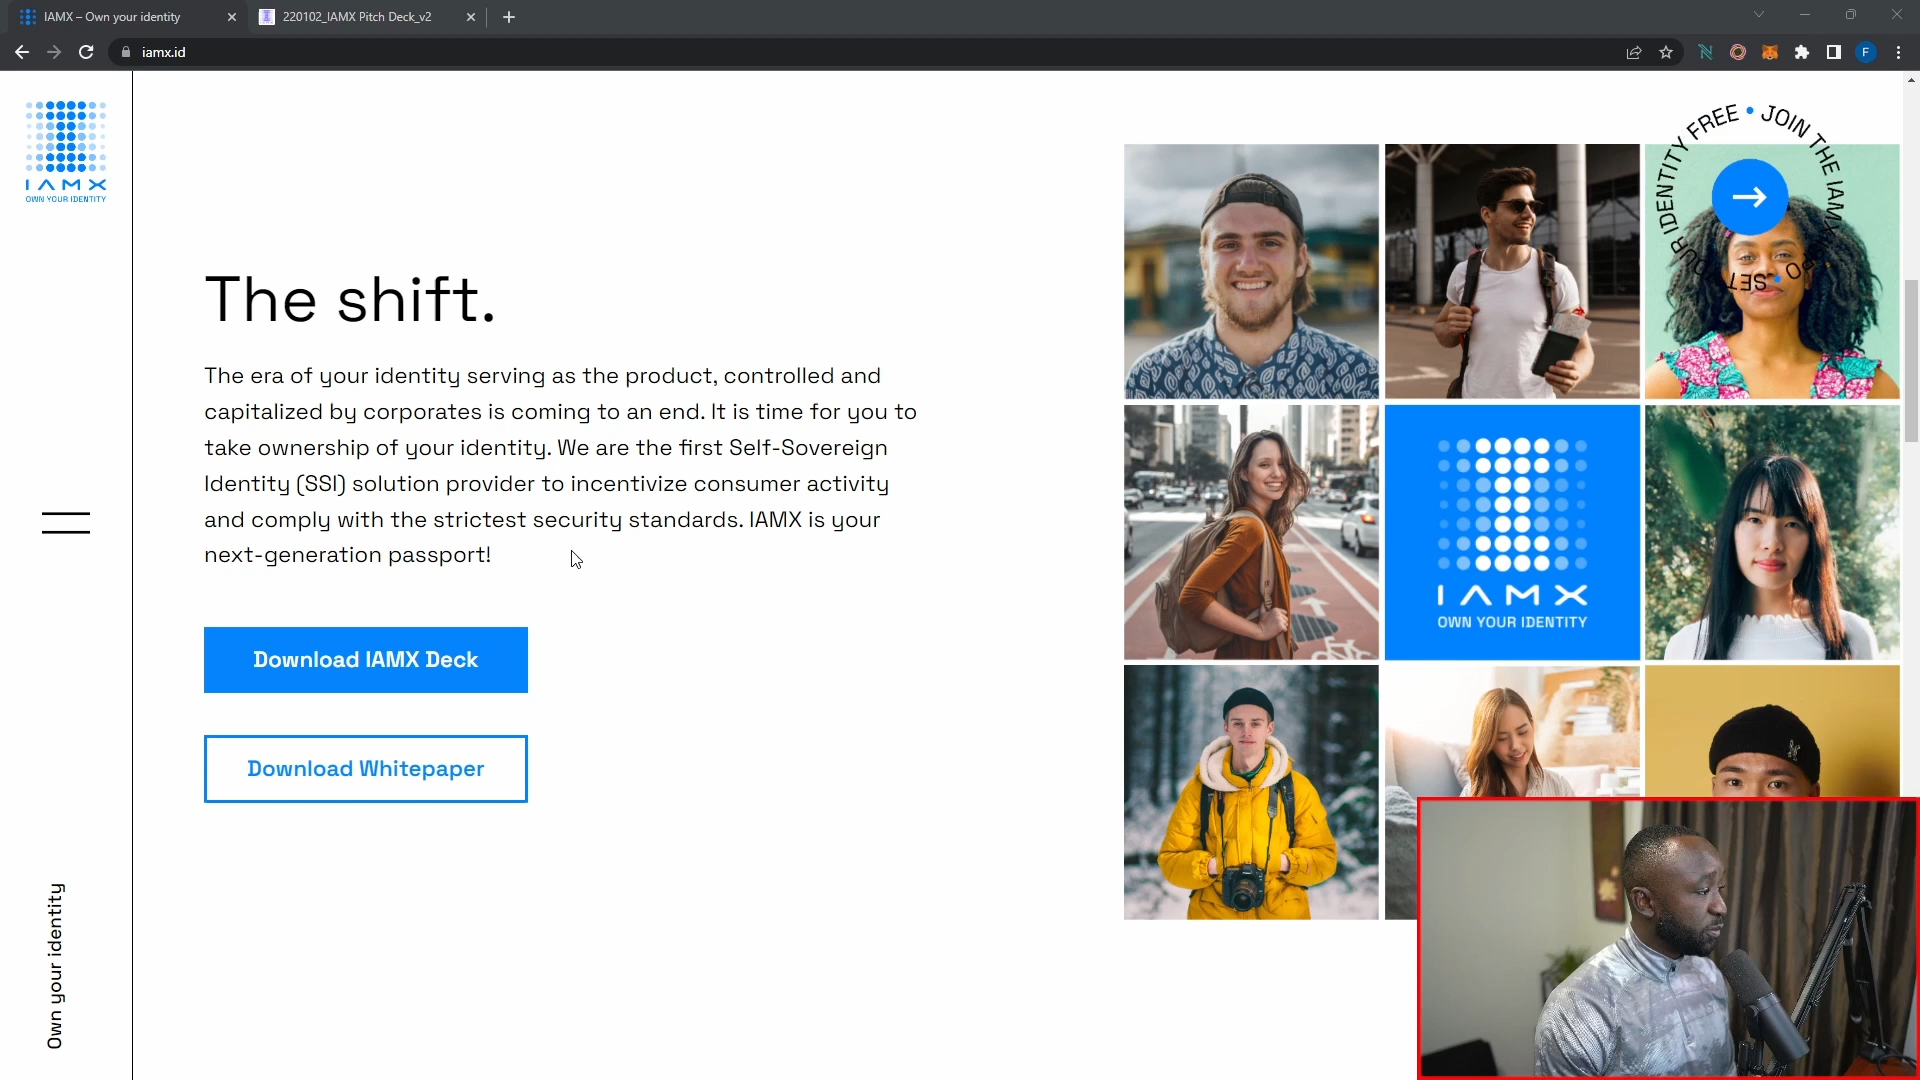 IAMX – Own your identity
220102_IAMX Pitch Deck_v2
iamx.id
F
IAMX
OWN YOUR IDENTITY
The shift.
The era of your identity serving as the product, controlled and
capitalized by corporates is coming to an end. It is time for you to
take ownership of your identity. We are the first Self-Sovereign
Identity (SSI) solution provider to incentivize consumer activity
and comply with the strictest security standards. IAMX is your
next-generation passport!
Download IAMX Deck
Download Whitepaper
Own your identity
SET YOUR IDENTITY FREE • JOIN THE IAMX
IAMX
OWN YOUR IDENTITY